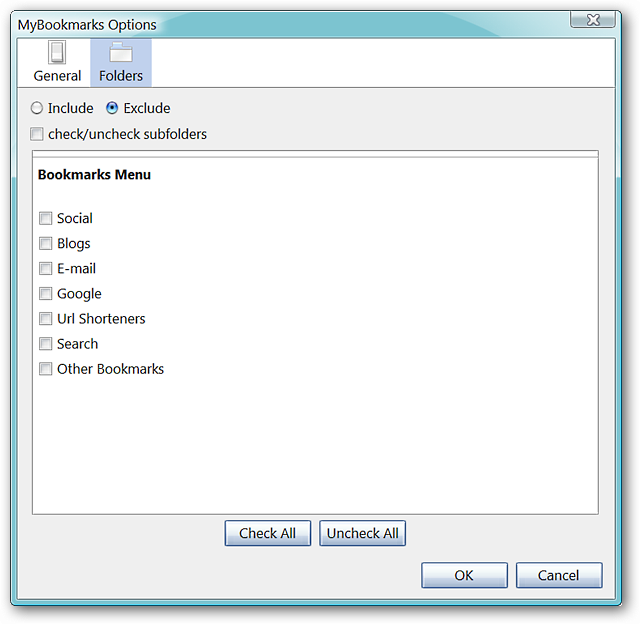 MyBookmarks Options
General Folders
Include Exclude
check/uncheck subfolders
Bookmarks Menu
Social
Blogs
E-mail
Google
Url Shorteners
Search
Other Bookmarks
Check All Uncheck All
OK Cancel